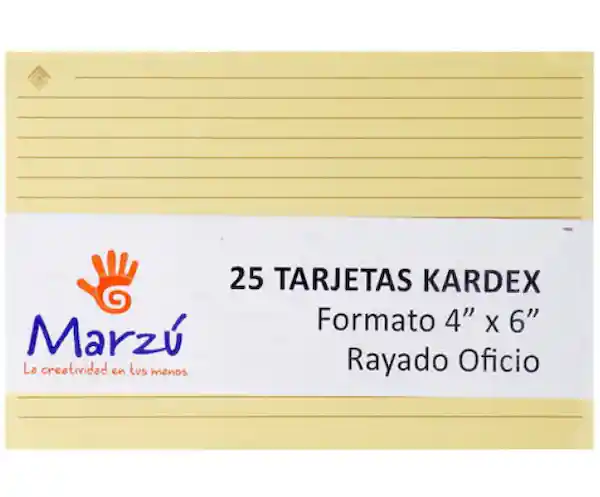 25 TARJETAS KARDEX
Formato 4” x 6”
Rayado Oficio
Marzú
La creatividad en tus manos